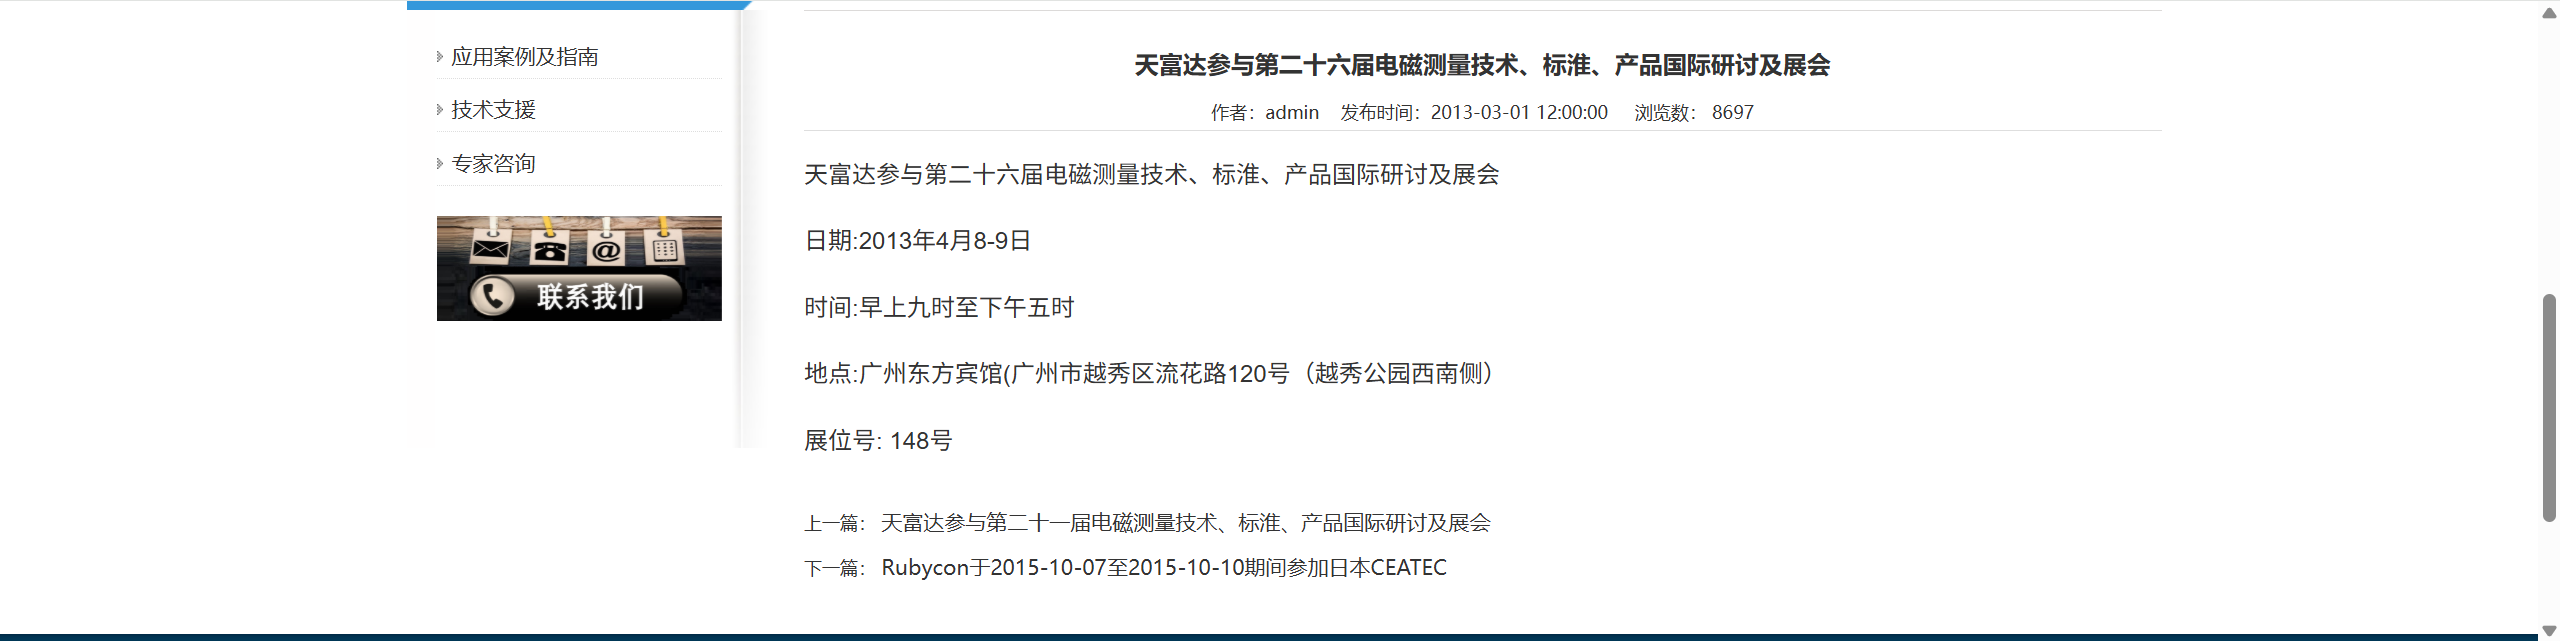 应用案例及指南
技术支援
专家咨询
@
联系我们
天富达参与第二十六届电磁测量技术、标淮、产品国际研讨及展会
作者：admin 发布时间：2013-03-01 12:00:00 浏览数： 8697
天富达参与第二十六届电磁测量技术、标淮、产品国际研讨及展会
日期:2013年4月8-9日
时间:早上九时至下午五时
地点:广州东方宾馆(广州市越秀区流花路120号（越秀公园西南侧）
展位号: 148号
上一篇： 天富达参与第二十一届电磁测量技术、标淮、产品国际研讨及展会
下一篇： Rubycon于2015-10-07至2015-10-10期间参加日本CEATEC